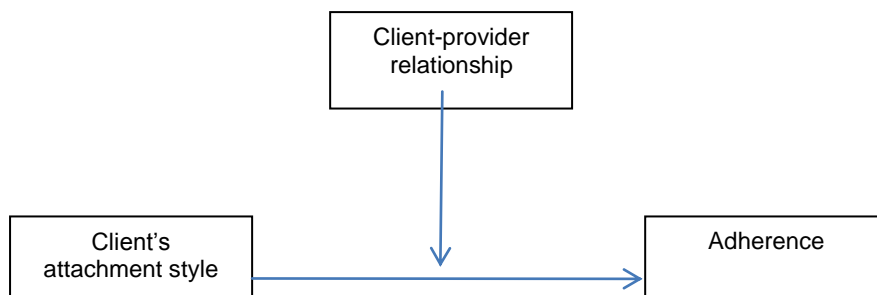 Client-provider
relationship
Client's
attachment style
Adherence